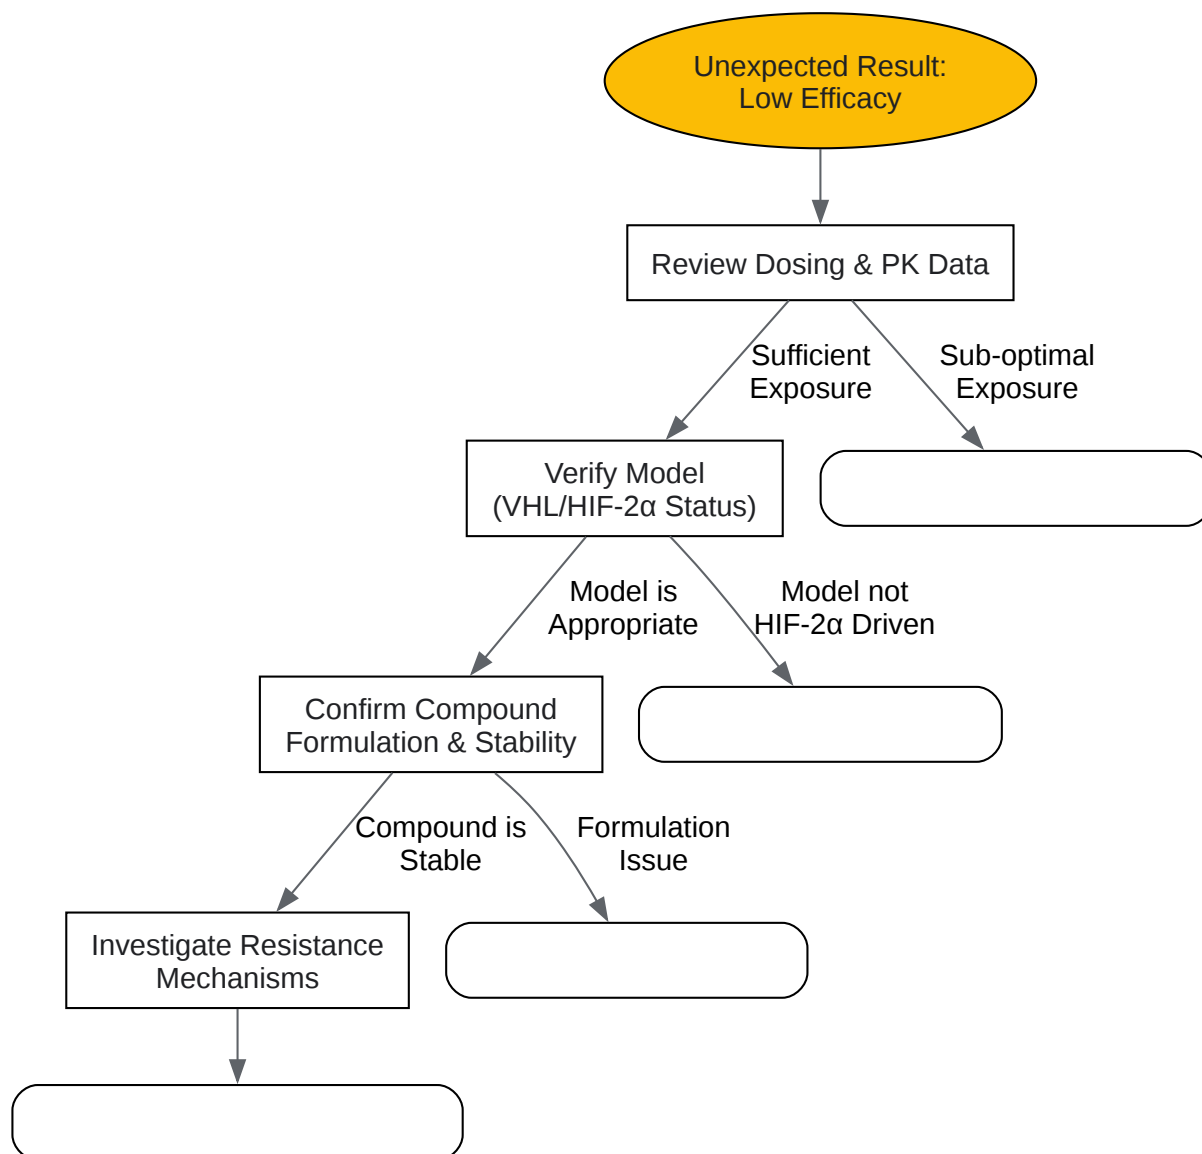 Unexpected Result:
Low Efficacy
Review Dosing & PK Data
Sufficient
Exposure
Sub-optimal
Exposure
Verify Model
(VHL/HIF-2α Status)
Model is
Appropriate
Model not
HIF-2α Driven
Confirm Compound
Formulation & Stability
Compound is
Stable
Formulation
Issue
Investigate Resistance
Mechanisms